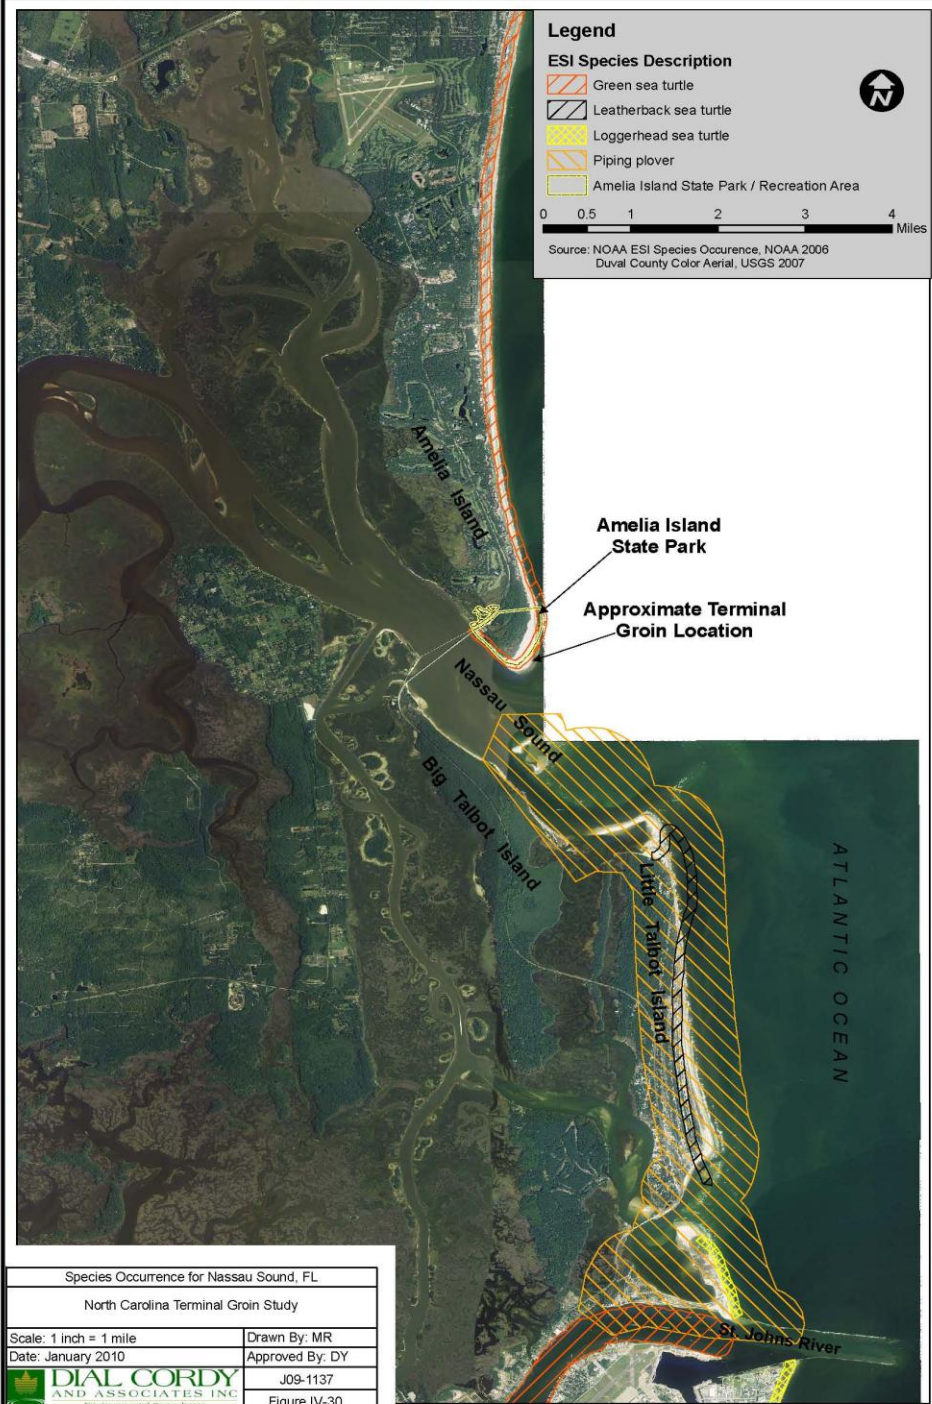 Legend
ESI Species Description
Green sea turtle
Leatherback sea turtle
Loggerhead sea turtle
Piping plover
Amelia Island State Park / Recreation Area
N
0 0.5 1 2 3 4
Miles
Source: NOAA ESI Species Occurence, NOAA 2006
Duval County Color Aerial, USGS 2007
Amelia Island
Amelia Island
State Park
Approximate Terminal
Groin Location
Nassau Sound
Big Talbot Island
Little Talbot Island
ATLANTIC OCEAN
St. Johns River
Species Occurrence for Nassau Sound, FL
North Carolina Terminal Groin Study
Scale: 1 inch = 1 mile
Drawn By: MR
Date: January 2010
Approved By: DY
DIAL CORDY
AND ASSOCIATES INC
J09-1137
Figure IV-30